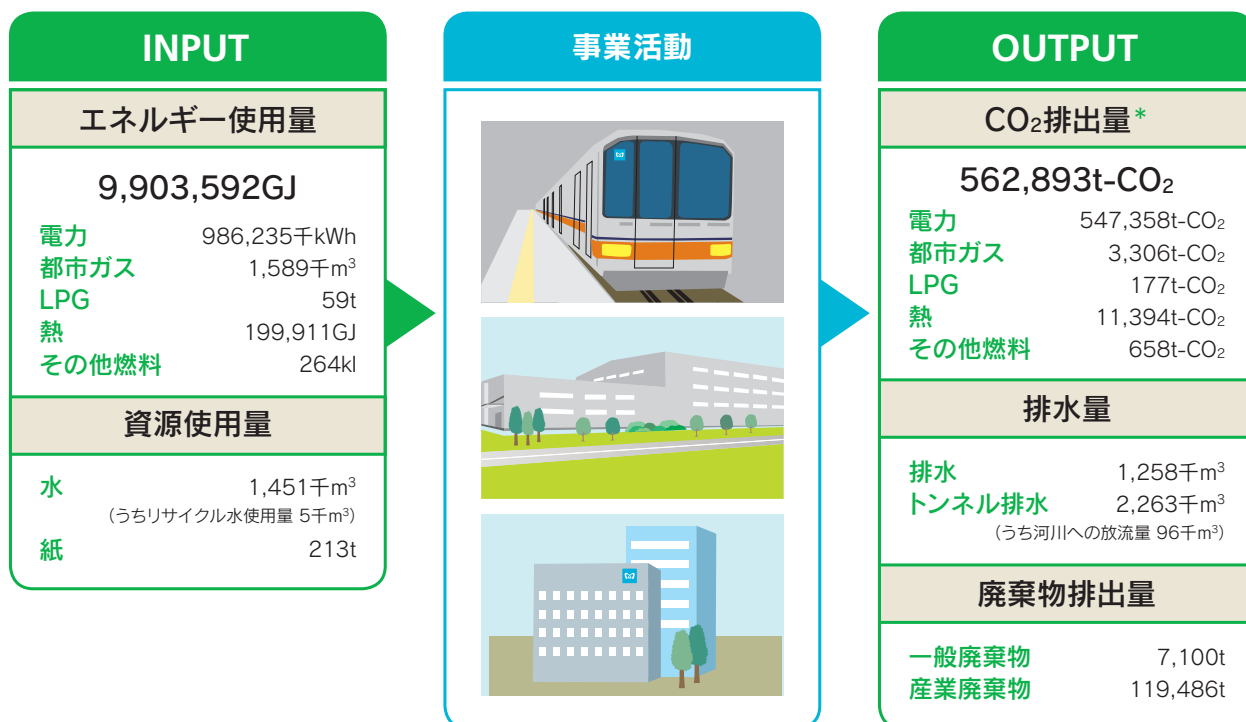 INPUT
エネルギー使用量
9,903,592GJ
電力 986,235千kWh
都市ガス 1,589千m³
LPG 59t
熱 199,911GJ
その他燃料 264kl
資源使用量
水 1,451千m³
(うちリサイクル水使用量 5千m³)
紙 213t
事業活動
OUTPUT
CO₂排出量*
562,893t-CO₂
電力 547,358t-CO₂
都市ガス 3,306t-CO₂
LPG 177t-CO₂
熱 11,394t-CO₂
その他燃料 658t-CO₂
排水量
排水 1,258千m³
トンネル排水 2,263千m³
(うち河川への放流量 96千m³)
廃棄物排出量
一般廃棄物 7,100t
産業廃棄物 119,486t